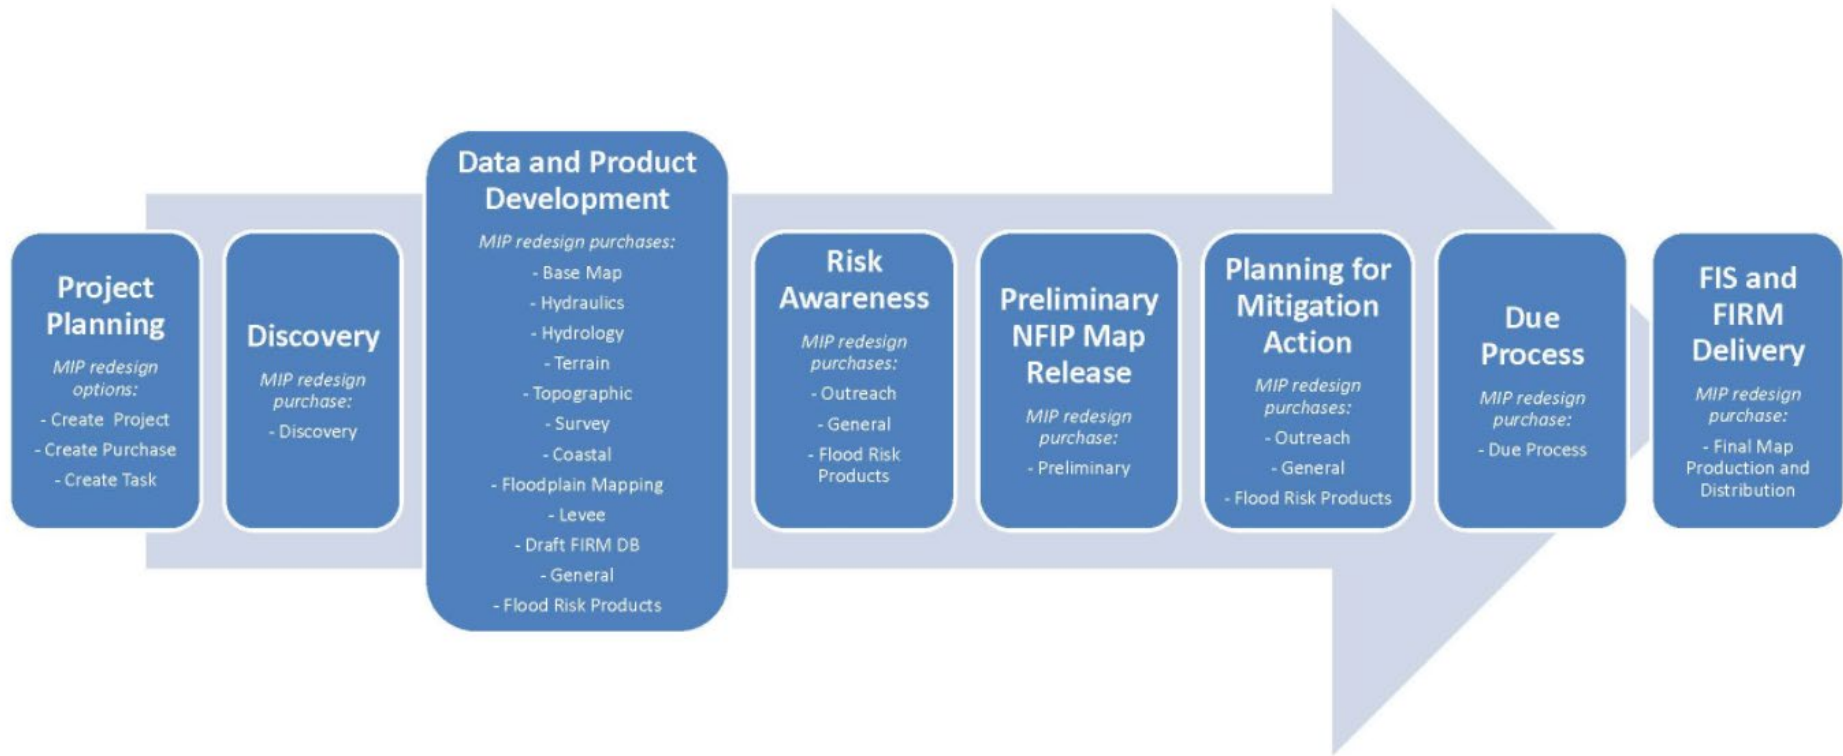 Project
Planning
MIP redesign
options:
- Create Project
- Create Purchase
- Create Task
Discovery
MIP redesign
purchase:
- Discovery
Data and Product
Development
MIP redesign purchases:
- Base Map
- Hydraulics
- Hydrology
- Terrain
- Topographic
- Survey
- Coastal
- Floodplain Mapping
- Levee
- Draft FIRM DB
- General
- Flood Risk Products
Risk
Awareness
MIP redesign
purchases:
- Outreach
- General
- Flood Risk
Products
Preliminary
NFIP Map
Release
MIP redesign
purchase:
- Preliminary
Planning for
Mitigation
Action
MIP redesign
purchases:
- Outreach
- General
- Flood Risk Products
Due
Process
MIP redesign
purchase:
- Due Process
FIS and
FIRM
Delivery
MIP redesign
purchase:
- Final Map
Production and
Distribution